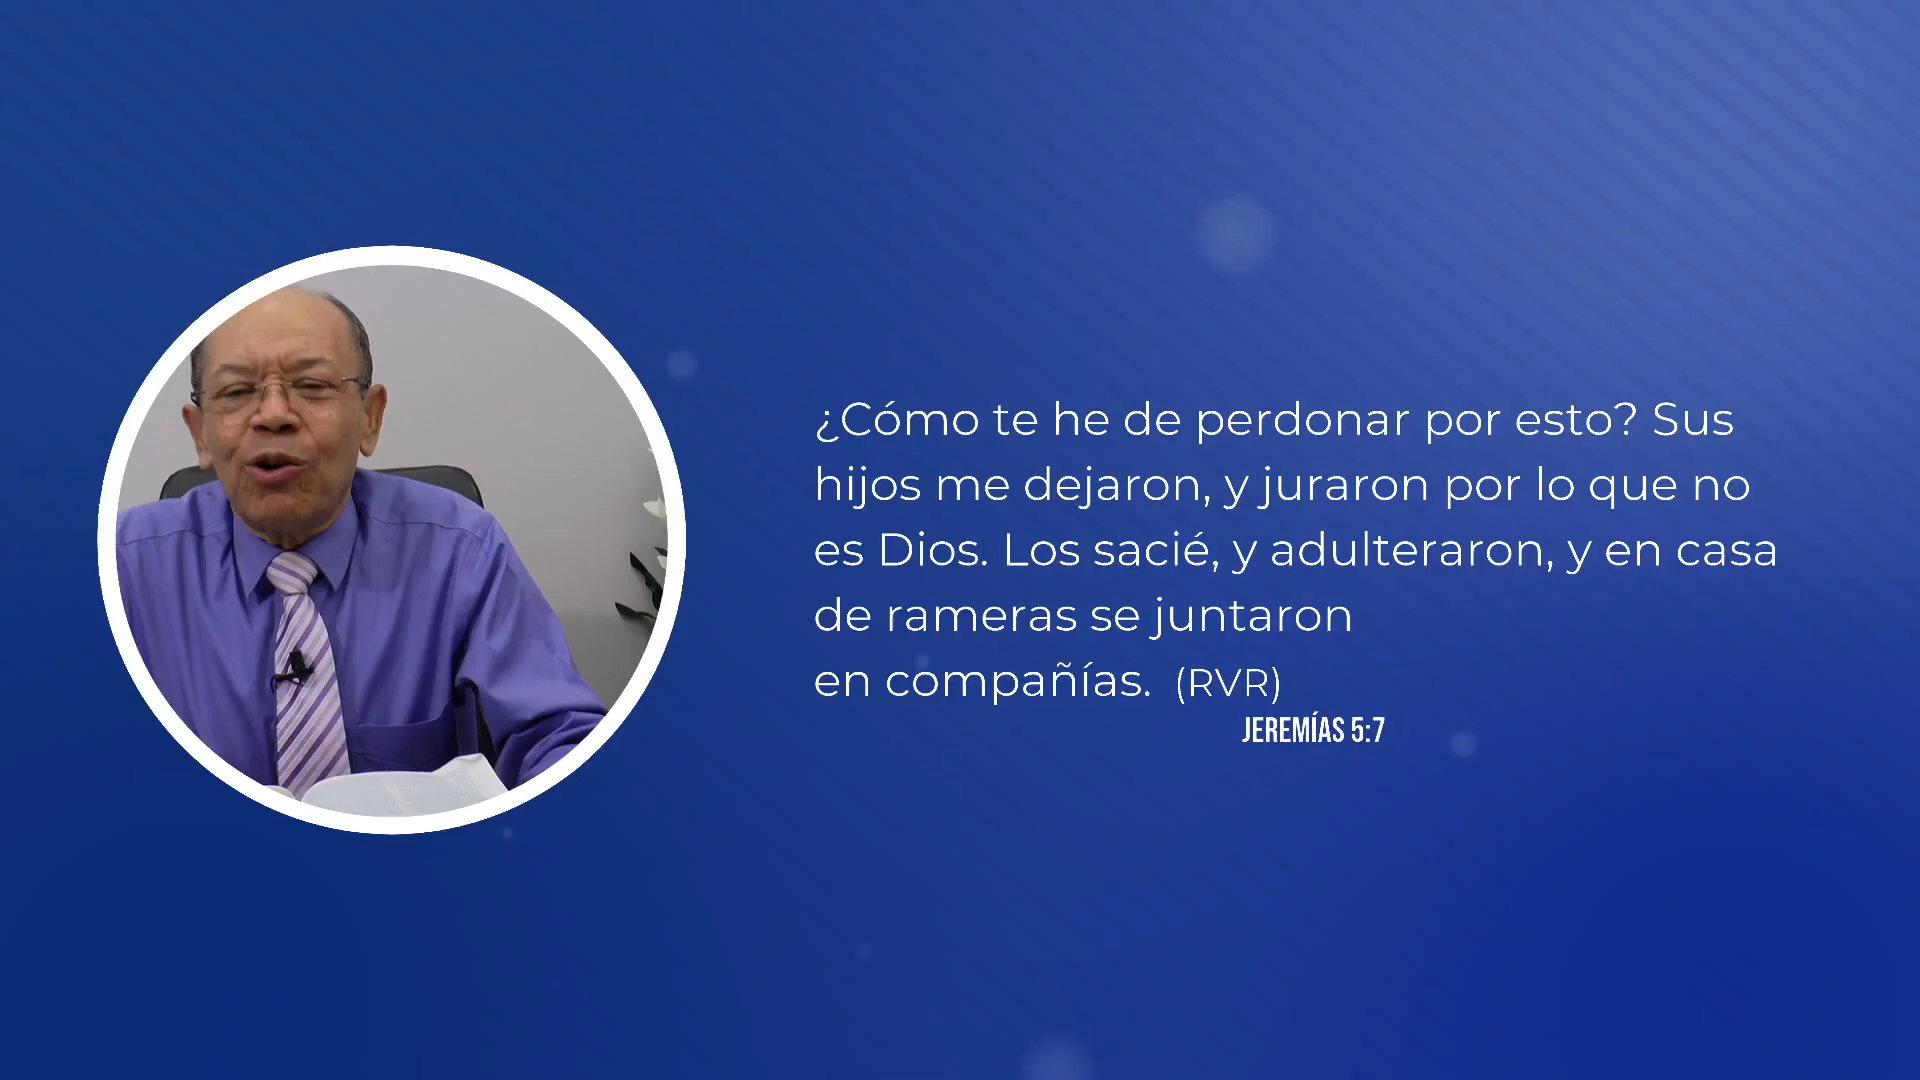 ¿Cómo te he de perdonar por esto? Sus
hijos me dejaron, y juraron por lo que no
es Dios. Los sacié, y adulteraron, y en casa
de rameras se juntaron
en compañías. (RVR)
JEREMÍAS 5:7